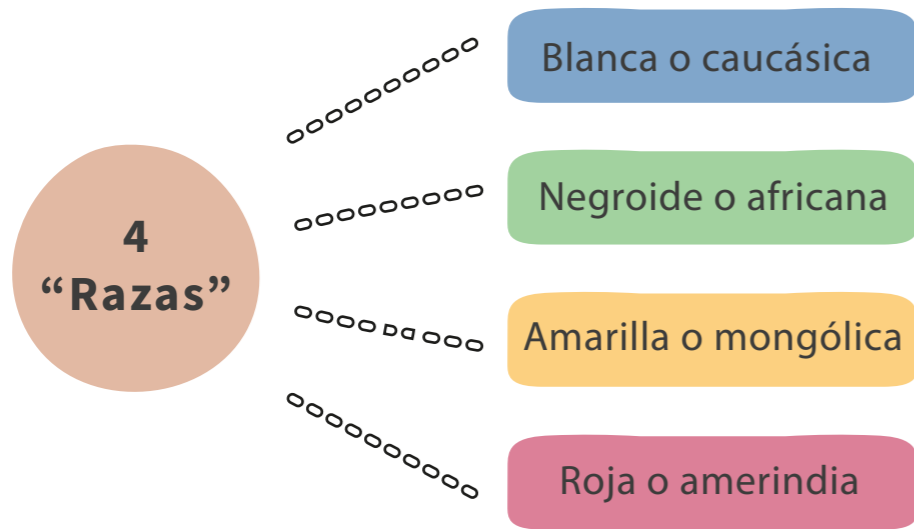 4
“Razas”
Blanca o caucásica
Negroide o africana
Amarilla o mongólica
Roja o amerindia